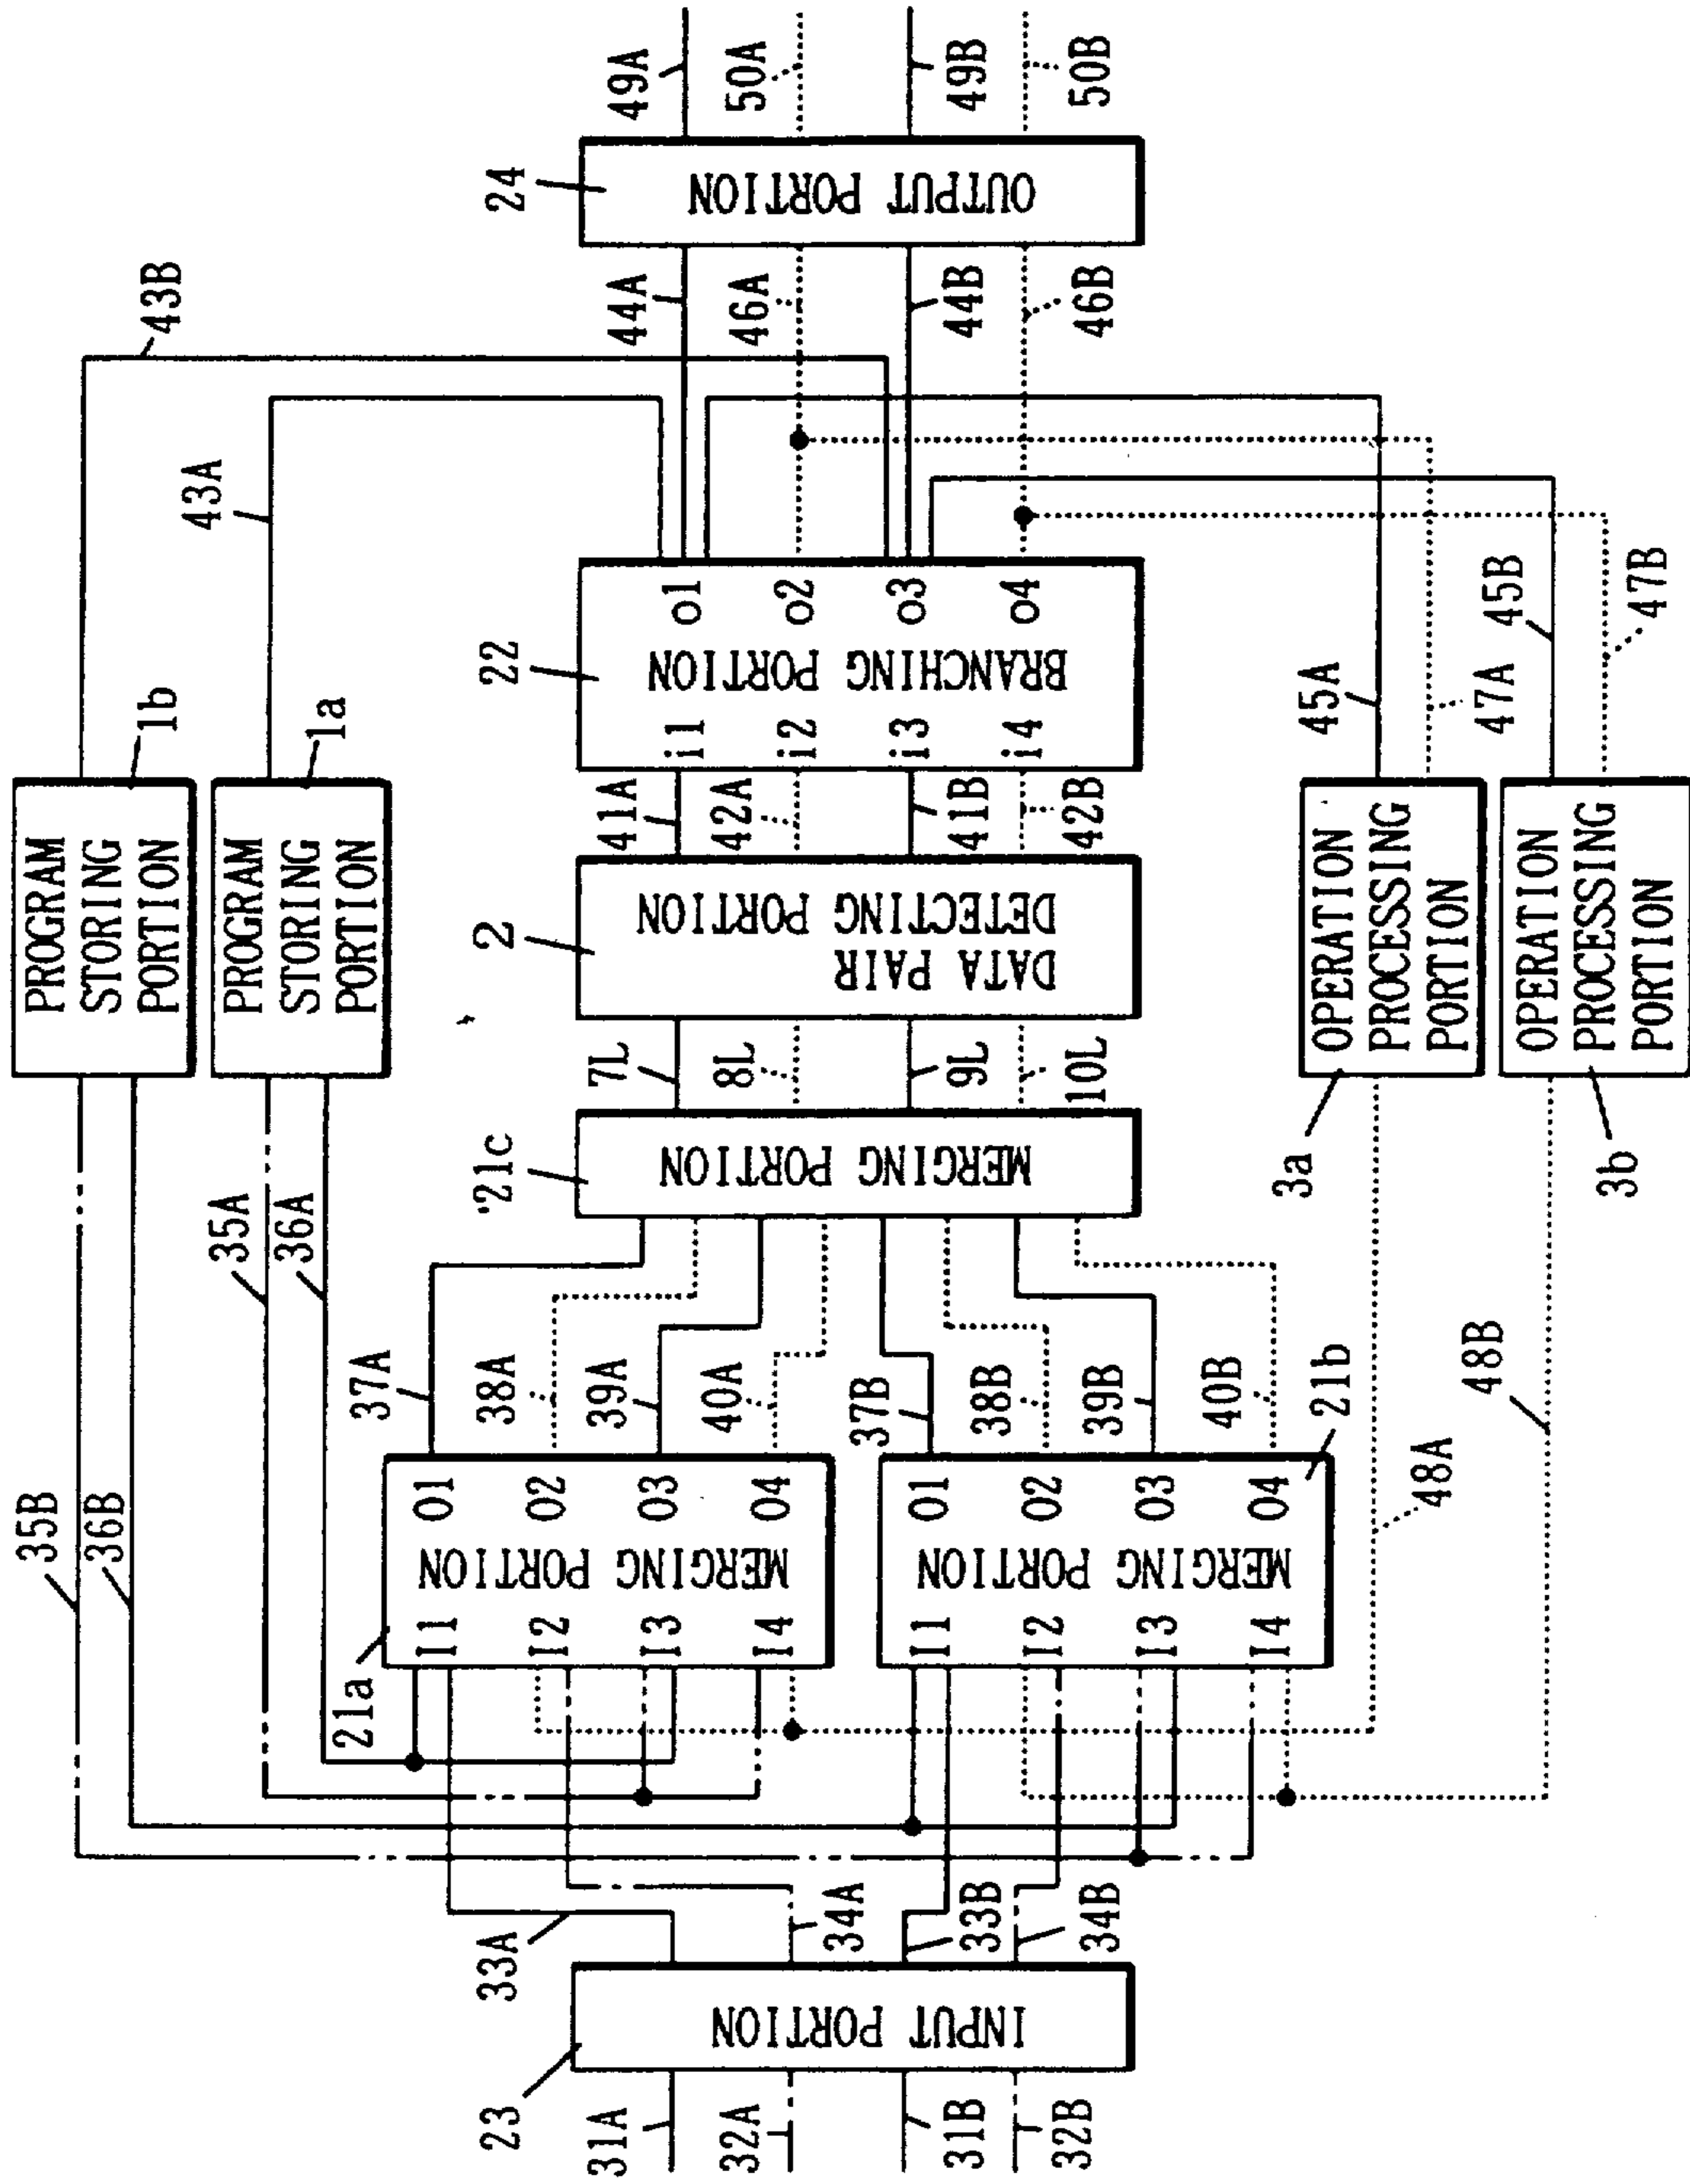 PROGRAM
STORING
PORTION
1b
PROGRAM
STORING
PORTION
1a
35B
36B
35A
36A
43A
43B
23
INPUT PORTION
31A
32A
31B
32B
33A
34A
33B
34B
21a
MERGING PORTION
I1
I2
I3
I4
O1
O2
O3
O4
21b
MERGING PORTION
I1
I2
I3
I4
O1
O2
O3
O4
37A
38A
39A
40A
37B
38B
39B
40B
21c
MERGING PORTION
7L
8L
9L
10L
2
DATA PAIR
DETECTING PORTION
41A
42A
41B
42B
22
BRANCHING PORTION
i1
i2
i3
i4
o1
o2
o3
o4
44A
46A
44B
46B
24
OUTPUT PORTION
49A
50A
49B
50B
OPERATION
PROCESSING
PORTION
3a
OPERATION
PROCESSING
PORTION
3b
45A
47A
45B
47B
48A
48B